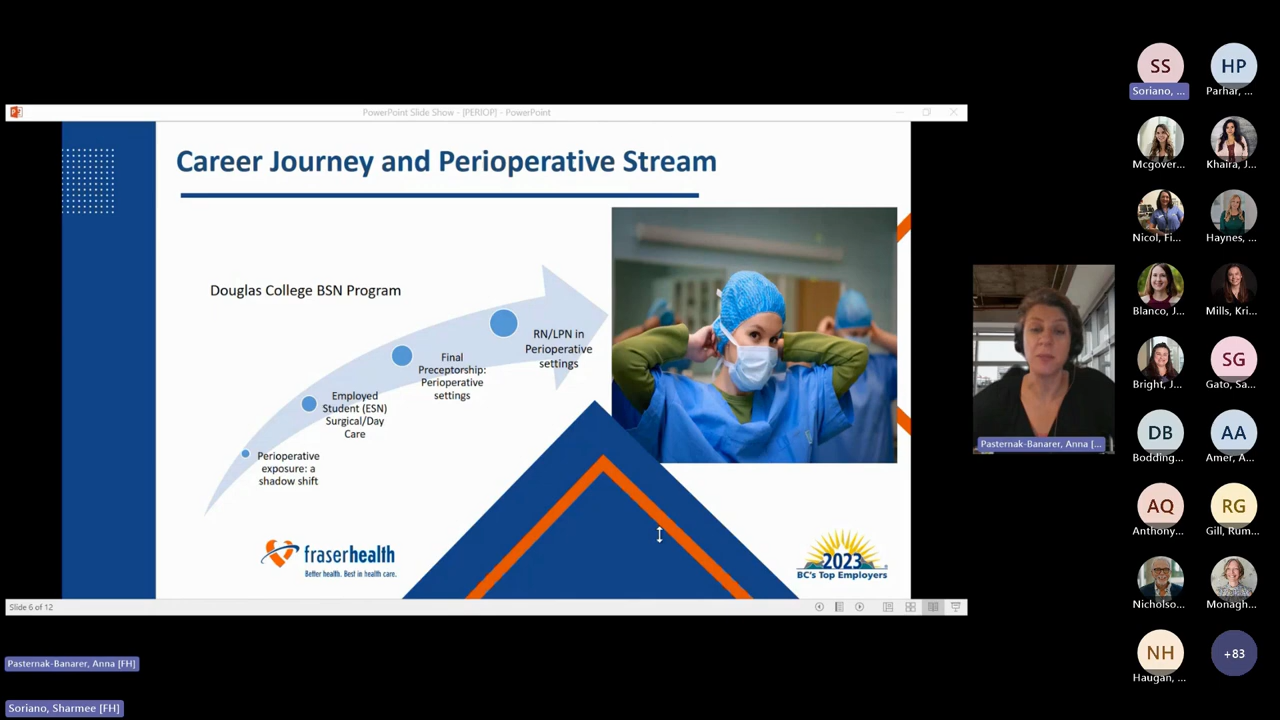 PowerPoint Slide Show - [PERIOP] - PowerPoint
Career Journey and Perioperative Stream
Douglas College BSN Program
Perioperative
exposure: a
shadow shift
Employed
Student (ESN)
Surgical/Day
Care
Final
Preceptorship:
Perioperative
settings
RN/LPN in
Perioperative
settings
fraserhealth
Better health. Best in health care.
2023
BC's Top Employers
Slide 6 of 12
Pasternak-Banarer, Anna [...
Pasternak-Banarer, Anna [FH]
Soriano, Sharmee [FH]
SS
HP
Soriano, ...
Parhar, ...
Mcgover...
Khaira, J...
Nicol, Fi...
Haynes, ...
Blanco, J...
Mills, Kri...
SG
Bright, J...
Gato, Sa...
DB
AA
Bodding...
Amer, A...
AQ
RG
Anthony...
Gill, Rum...
Nicholso...
Monagh...
NH
+83
Haugan, ...